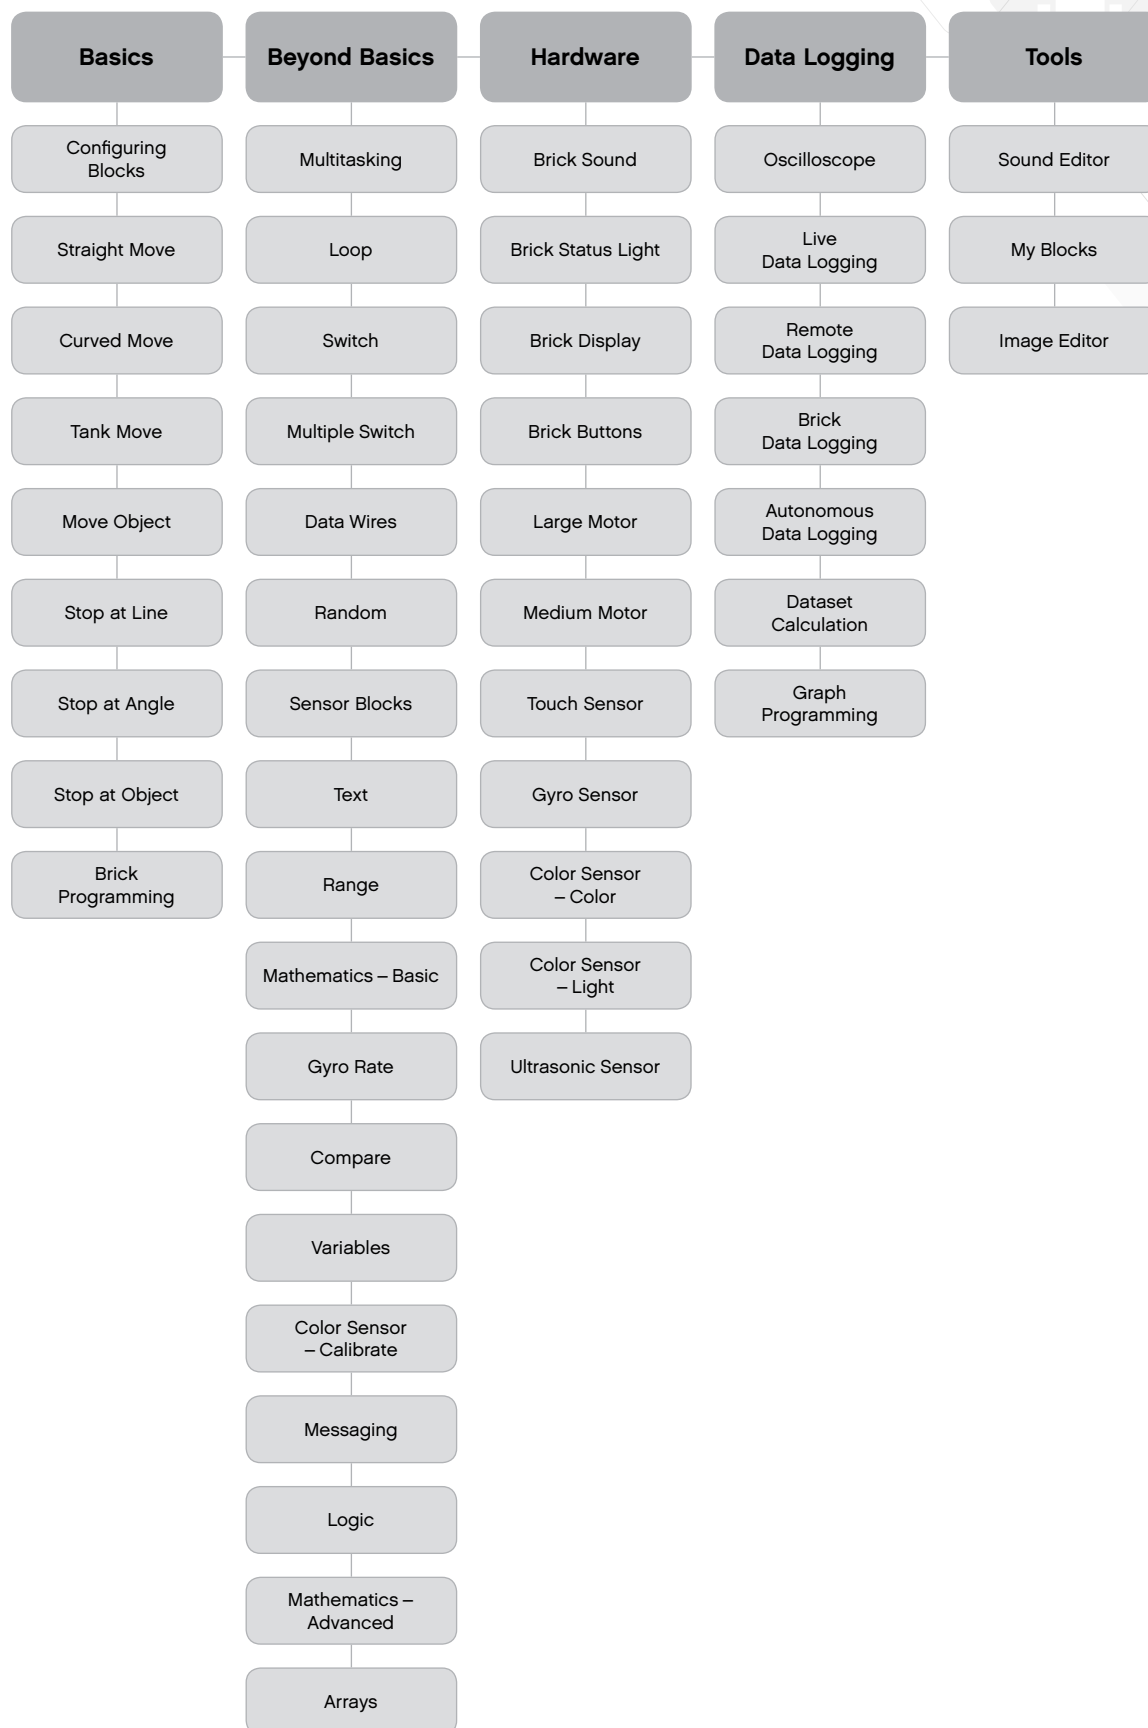 Basics
Configuring
Blocks
Straight Move
Curved Move
Tank Move
Move Object
Stop at Line
Stop at Angle
Stop at Object
Brick
Programming
Beyond Basics
Multitasking
Loop
Switch
Multiple Switch
Data Wires
Random
Sensor Blocks
Text
Range
Mathematics – Basic
Gyro Rate
Compare
Variables
Color Sensor
– Calibrate
Messaging
Logic
Mathematics –
Advanced
Arrays
Hardware
Brick Sound
Brick Status Light
Brick Display
Brick Buttons
Large Motor
Medium Motor
Touch Sensor
Gyro Sensor
Color Sensor
– Color
Color Sensor
– Light
Ultrasonic Sensor
Data Logging
Oscilloscope
Live
Data Logging
Remote
Data Logging
Brick
Data Logging
Autonomous
Data Logging
Dataset
Calculation
Graph
Programming
Tools
Sound Editor
My Blocks
Image Editor